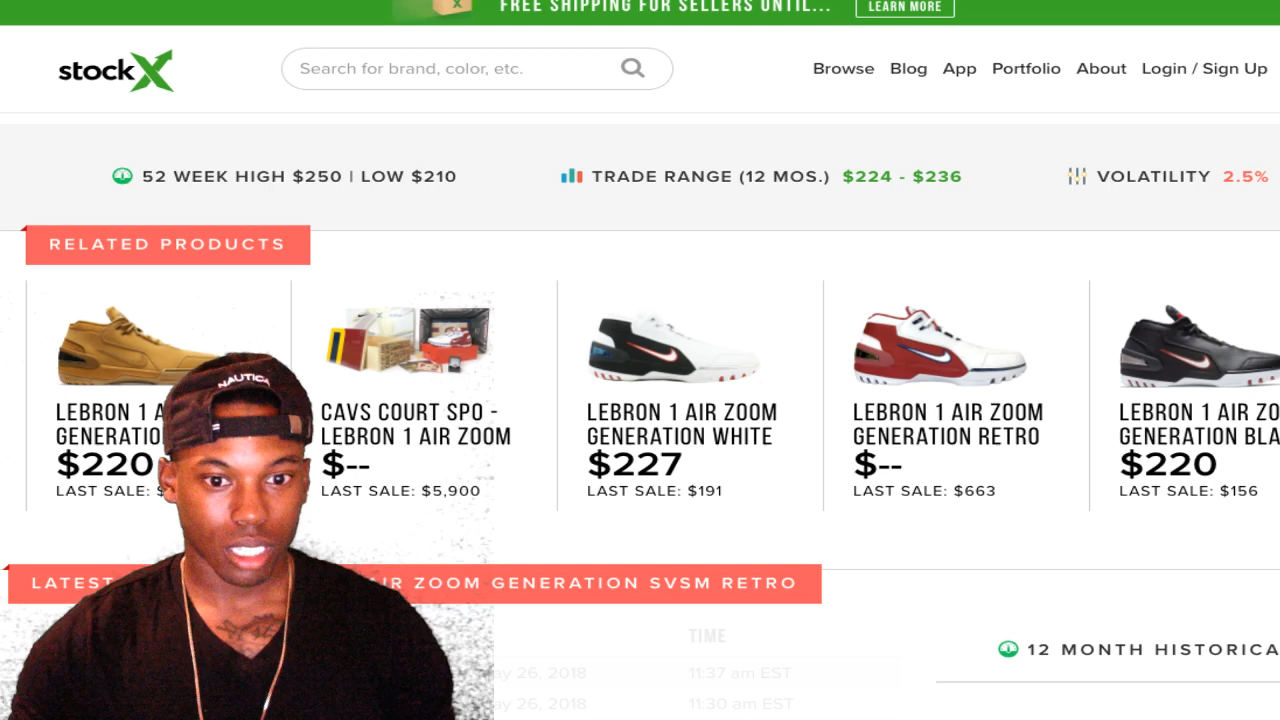 FREE SHIPPING FOR SELLERS UNTIL...
LEARN MORE
stockX
Search for brand, color, etc.
Browse Blog App Portfolio About Login / Sign Up
52 WEEK HIGH $250 | LOW $210
TRADE RANGE (12 MOS.) $224 - $236
VOLATILITY 2.5%
RELATED PRODUCTS
LEBRON 1 A
GENERATIO
$220
LAST SALE: $
CAVS COURT SPO -
LEBRON 1 AIR ZOOM
$--
LAST SALE: $5,900
LEBRON 1 AIR ZOOM
GENERATION WHITE
$227
LAST SALE: $191
LEBRON 1 AIR ZOOM
GENERATION RETRO
$--
LAST SALE: $663
LEBRON 1 AIR ZO
GENERATION BLA
$220
LAST SALE: $156
NAUTICA
LATEST AIR ZOOM GENERATION SVSM RETRO
TIME
ay 26, 2018 11:37 am EST
ay 26, 2018 11:30 am EST
12 MONTH HISTORICA